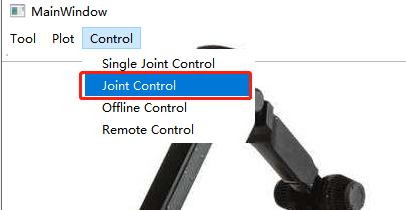 MainWindow
Tool Plot Control
Single Joint Control
Joint Control
Offline Control
Remote Control